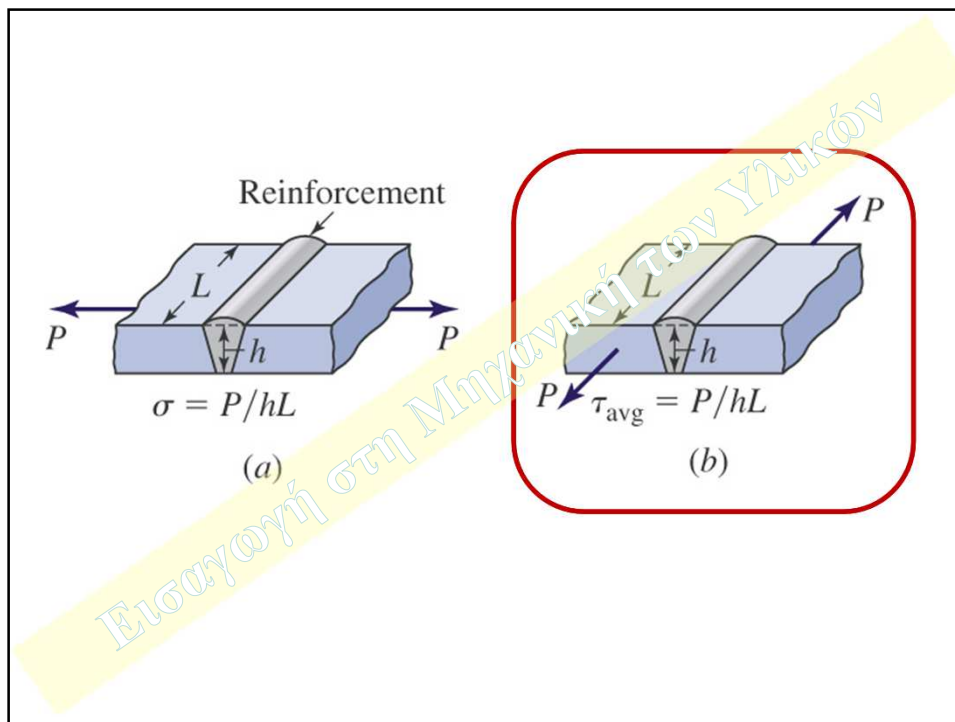 Εισαγωγή στη Μηχανική των Υλικών
Reinforcement
L
P
P
h
σ = P/hL
(a)
P
L
h
P
τavg = P/hL
(b)